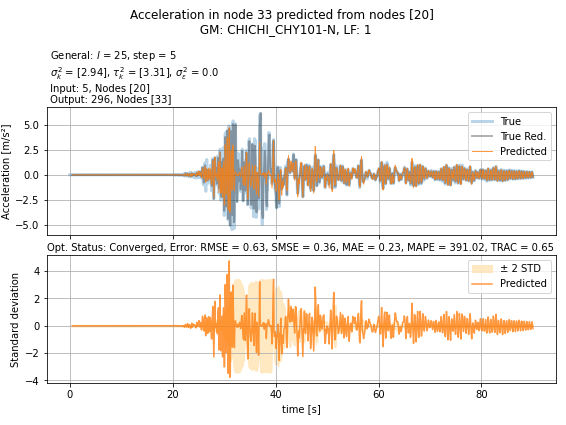 Acceleration in node 33 predicted from nodes [20]
GM: CHICHI_CHY101-N, LF: 1
General: l = 25, step = 5
σ²ₖ = [2.94], τ²ₖ = [3.31], σ²ε = 0.0
Input: 5, Nodes [20]
Output: 296, Nodes [33]
Acceleration [m/s²]
5.0
2.5
0.0
−2.5
−5.0
True
True Red.
Predicted
Opt. Status: Converged, Error: RMSE = 0.63, SMSE = 0.36, MAE = 0.23, MAPE = 391.02, TRAC = 0.65
Standard deviation
4
2
0
−2
−4
± 2 STD
Predicted
0 20 40 60 80
time [s]